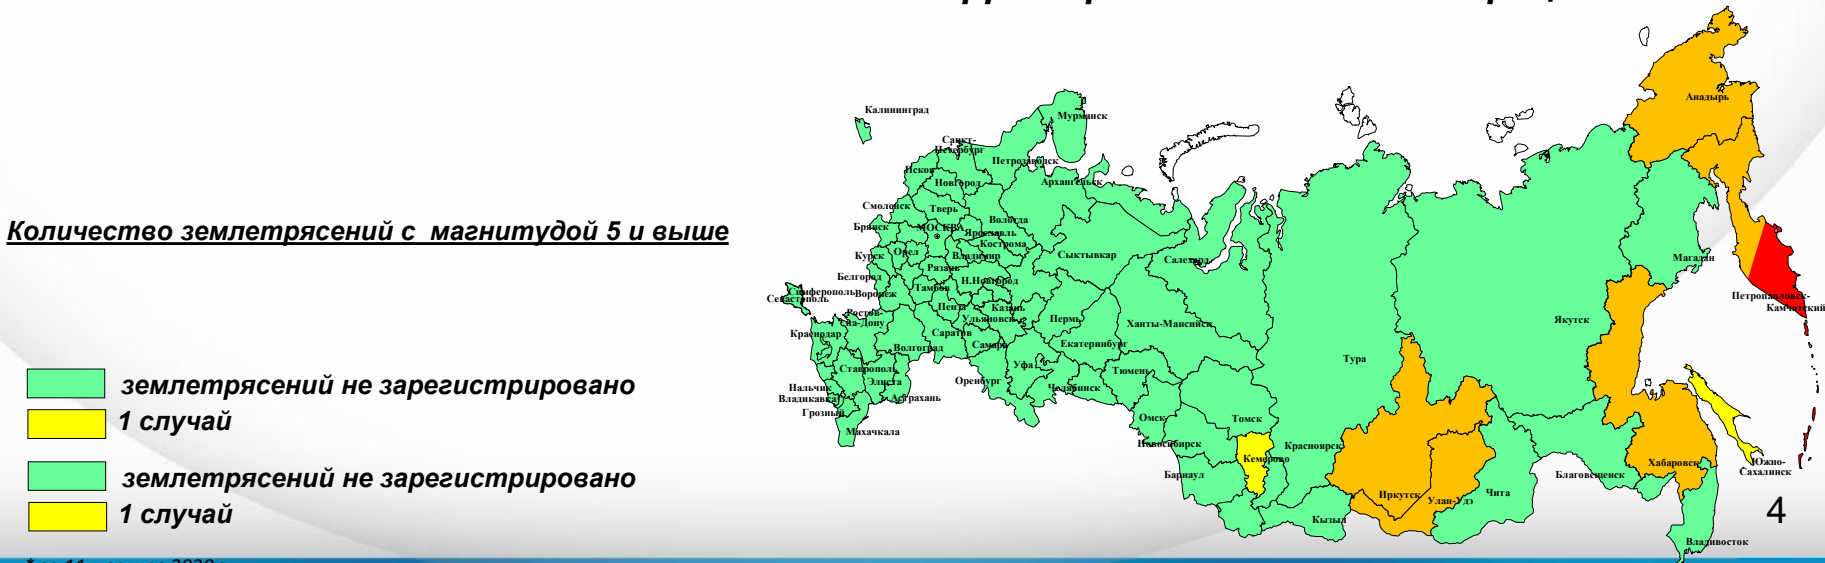 Количество землетрясений с магнитудой 5 и выше
землетрясений не зарегистрировано
1 случай
землетрясений не зарегистрировано
1 случай
Калининград
Мурманск
Анадырь
Санкт-
Петербург
Петрозаводск
Псков
Новгород
Архангельск
Смоленск
Тверь
Вологда
Брянск
МОСКВА
Ярославль
Кострома
Курск
Орел
Владимир
Сыктывкар
Салехард
Магадан
Белгород
Рязань
Н.Новгород
Симферополь
Севастополь
Воронеж
Тамбов
Петропавловск-
Камчатский
Пенза
Казань
Ростов-
на-Дону
Ульяновск
Пермь
Ханты-Мансийск
Якутск
Краснодар
Саратов
Самара
Екатеринбург
Волгоград
Тура
Ставрополь
Уфа
Тюмень
Элиста
Оренбург
Челябинск
Нальчик
Владикавказ
Астрахань
Грозный
Омск
Томск
Махачкала
Новосибирск
Красноярск
Кемерово
Хабаровск
Южно-
Сахалинск
Барнаул
Благовещенск
Иркутск
Улан-Удэ
Чита
Кызыл
4
Владивосток